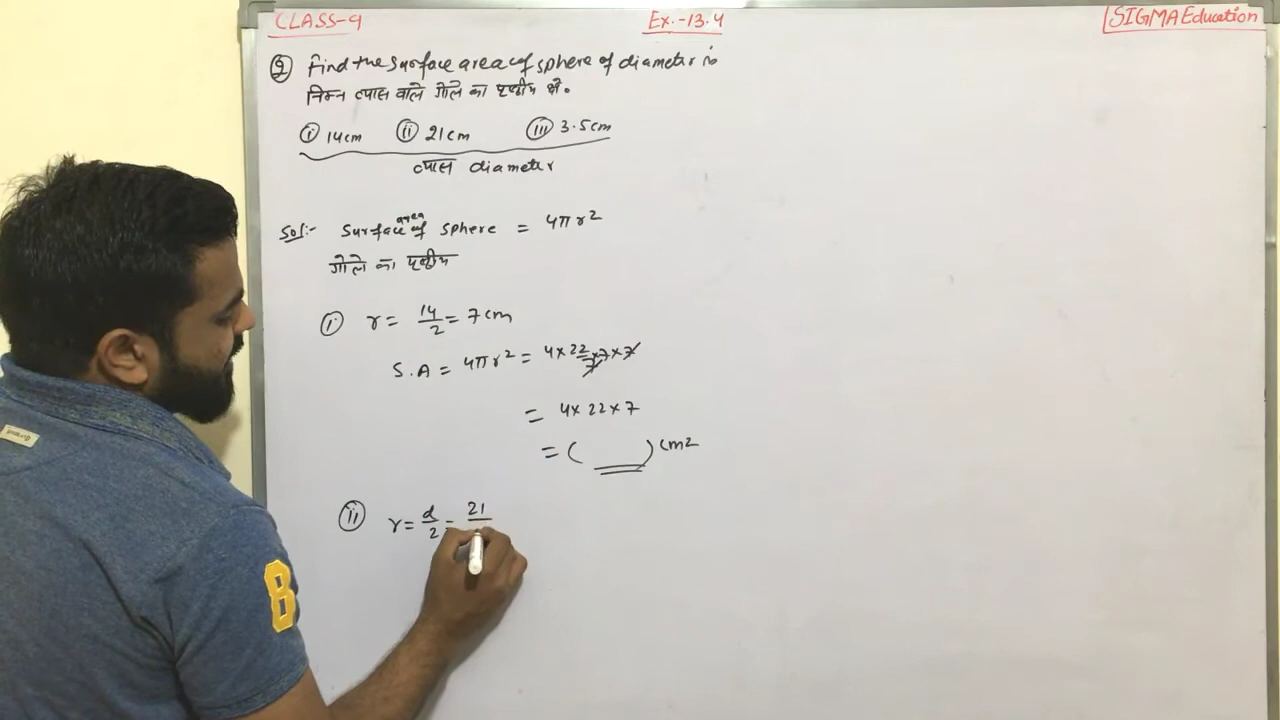 CLASS-9 Ex.-13.4 SIGMA Education
Q Find the Surface area of sphere of diameter is
निम्न व्यास वाले गोले का पृष्ठीय क्षे०
(i) 14cm (ii) 21cm (iii) 3.5cm
व्यास diameter
Sol:- Surface area of sphere = 4πr²
गोले का पृष्ठीय
(i) r = 14/2 = 7cm
S.A = 4πr² = 4×22/7×7×7
= 4×22×7
= ( ) cm2
(ii) r = d/2 = 21
B